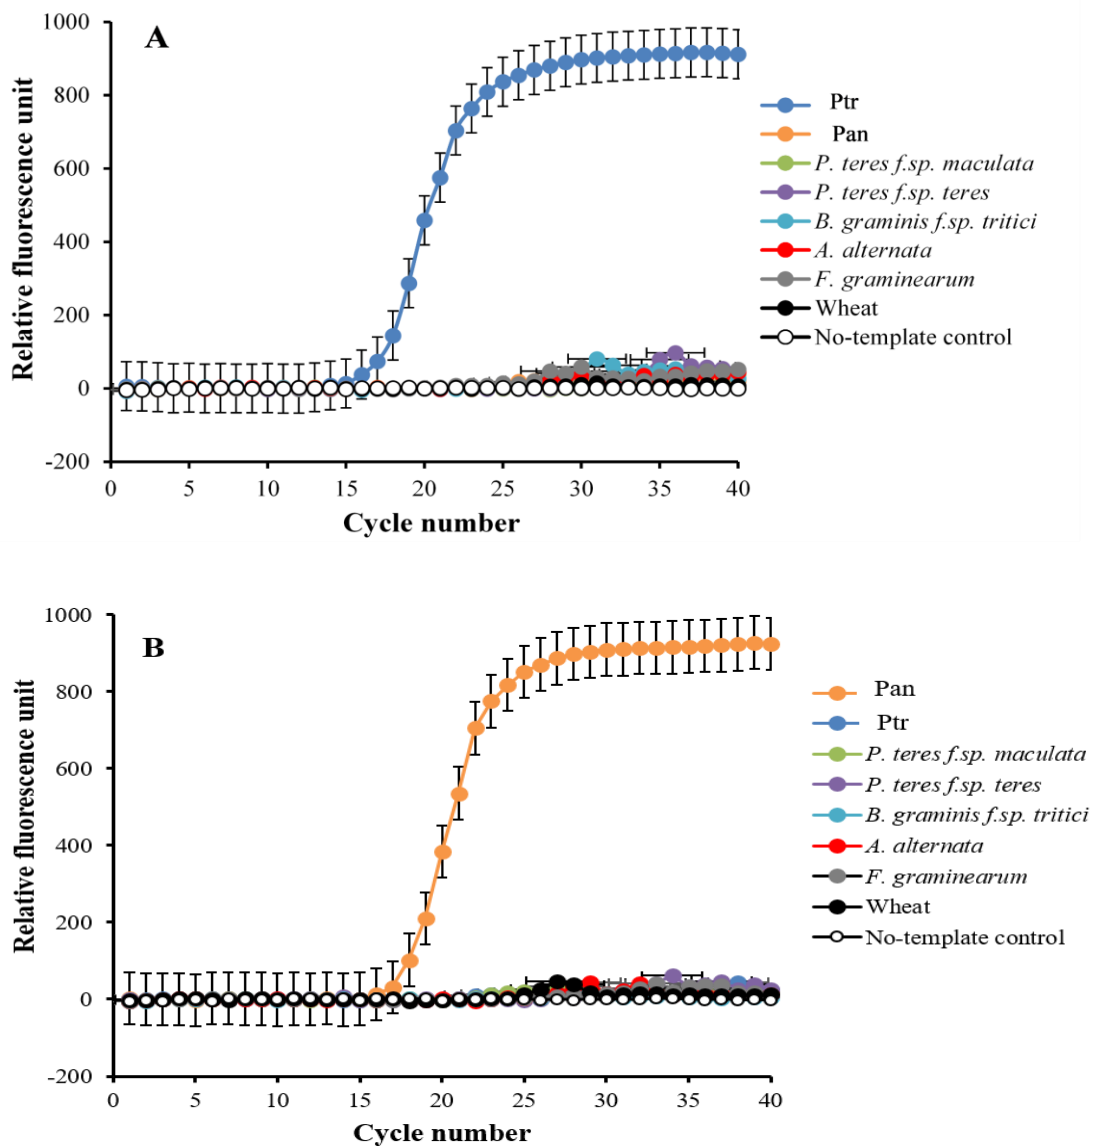 A
1000
800
600
400
200
0
-200
Relative fluorescence unit
0 5 10 15 20 25 30 35 40
Cycle number
Ptr
Pan
P. teres f.sp. maculata
P. teres f.sp. teres
B. graminis f.sp. tritici
A. alternata
F. graminearum
Wheat
No-template control
B
1000
800
600
400
200
0
-200
Relative fluorescence unit
0 5 10 15 20 25 30 35 40
Cycle number
Pan
Ptr
P. teres f.sp. maculata
P. teres f.sp. teres
B. graminis f.sp. tritici
A. alternata
F. graminearum
Wheat
No-template control